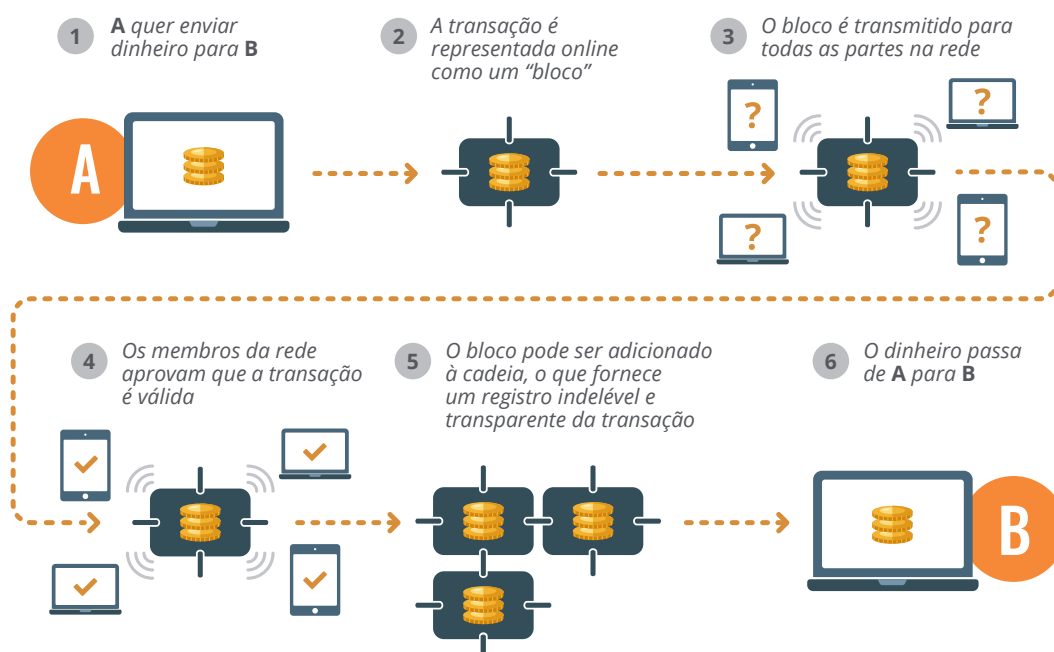 1
A quer enviar
dinheiro para B
2
A transação é
representada online
como um “bloco”
3
O bloco é transmitido para
todas as partes na rede
A
?
?
?
?
4
Os membros da rede
aprovam que a transação
é válida
5
O bloco pode ser adicionado
à cadeia, o que fornece
um registro indelével e
transparente da transação
6
O dinheiro passa
de A para B
B